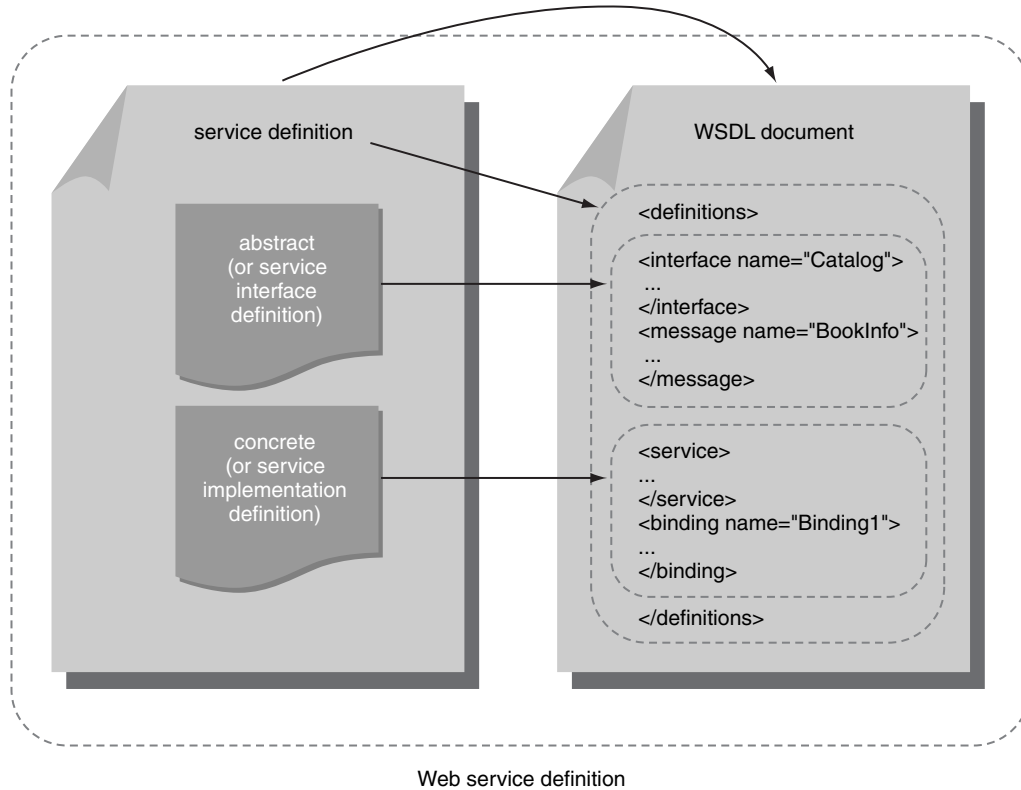 service definition
abstract
(or service
interface
definition)
concrete
(or service
implementation
definition)
WSDL document
<definitions>
<interface name="Catalog">
...
</interface>
<message name="BookInfo">
...
</message>
<service>
...
</service>
<binding name="Binding1">
...
</binding>
</definitions>
Web service definition